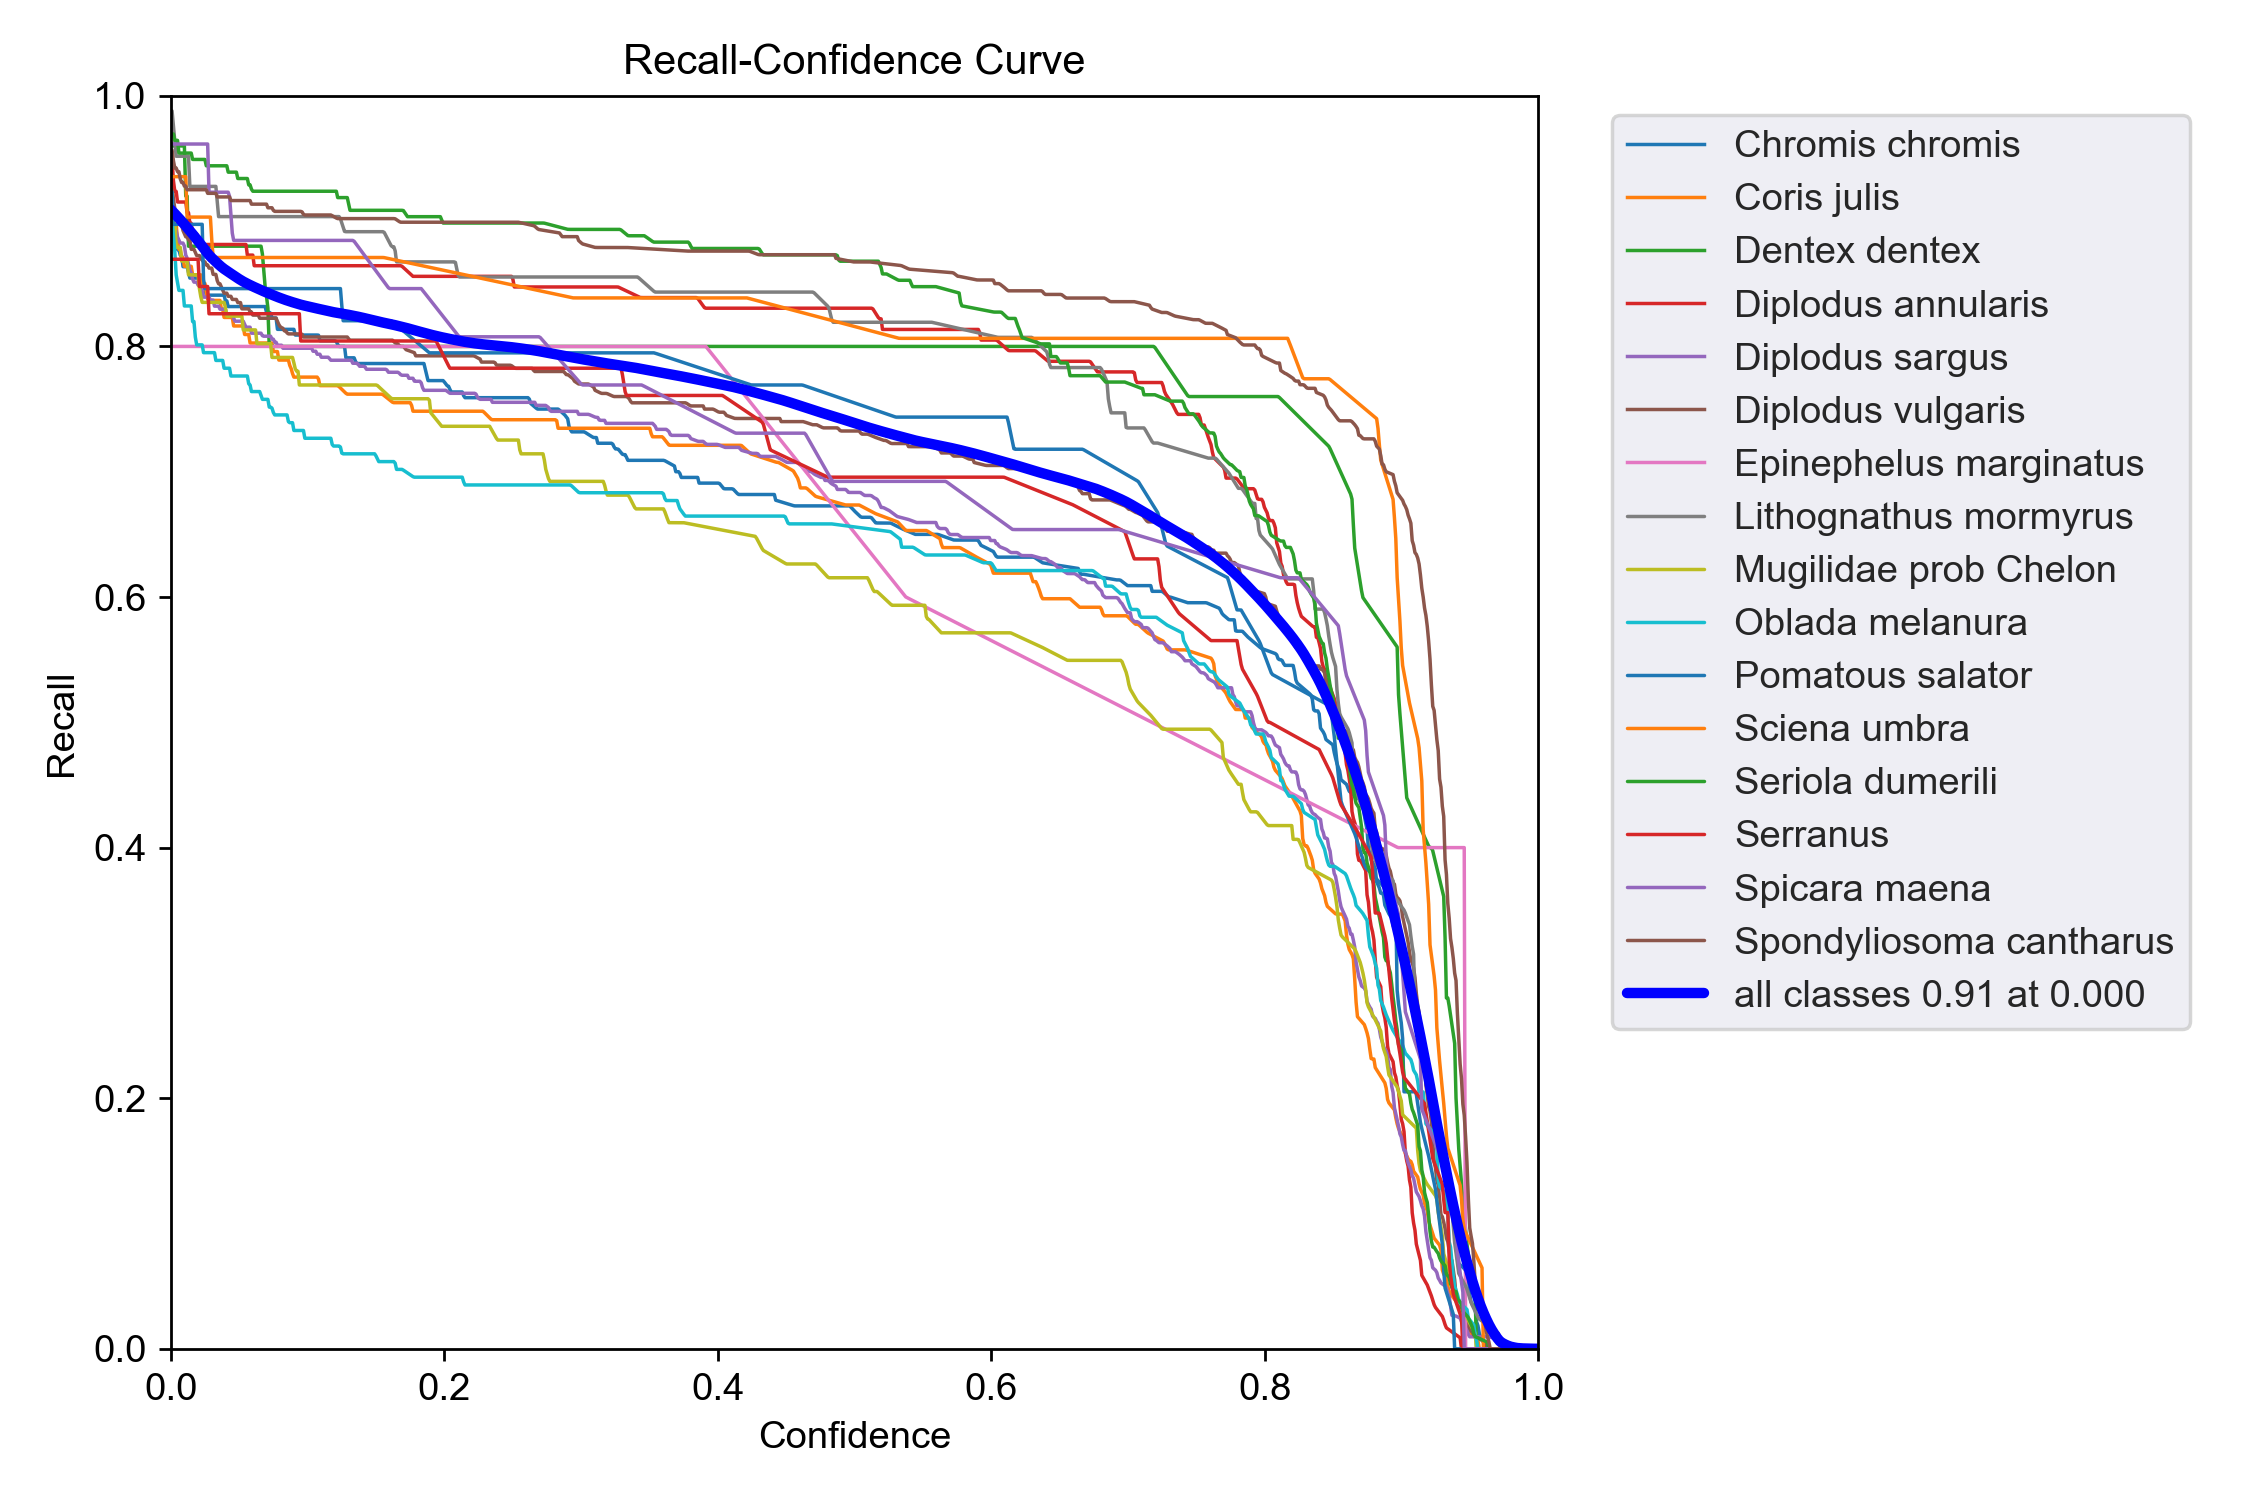 Recall-Confidence Curve
1.0
0.8
0.6
0.4
0.2
0.0
Recall
0.0 0.2 0.4 0.6 0.8 1.0
Confidence
Chromis chromis
Coris julis
Dentex dentex
Diplodus annularis
Diplodus sargus
Diplodus vulgaris
Epinephelus marginatus
Lithognathus mormyrus
Mugilidae prob Chelon
Oblada melanura
Pomatous salator
Sciena umbra
Seriola dumerili
Serranus
Spicara maena
Spondyliosoma cantharus
all classes 0.91 at 0.000